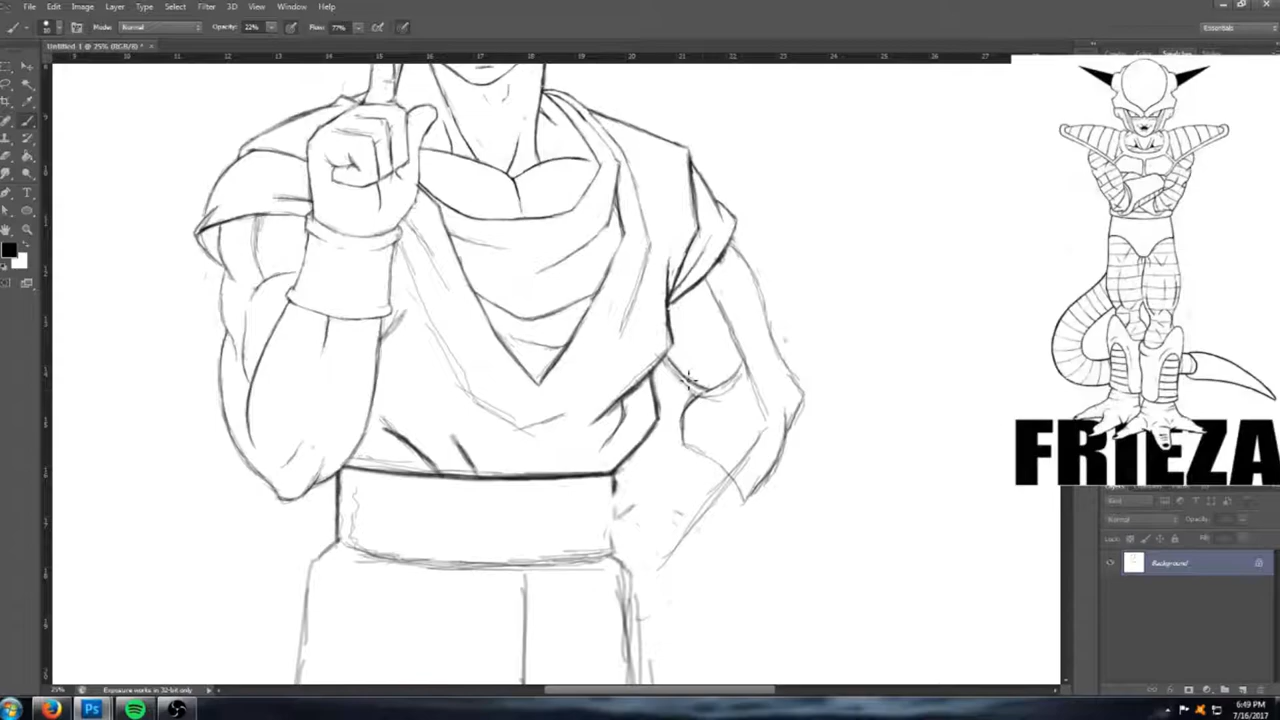 File Edit Image Layer Type Select Filter 3D View Window Help
Mode: Normal Opacity: 22% Flow: 77% Essentials
Untitled-1 @ 25% (RGB/8) *
FRIEZA
Kind
Normal Opacity:
Lock:
Background
25% Exposure works in 32-bit only
6:49 PM
7/16/2017